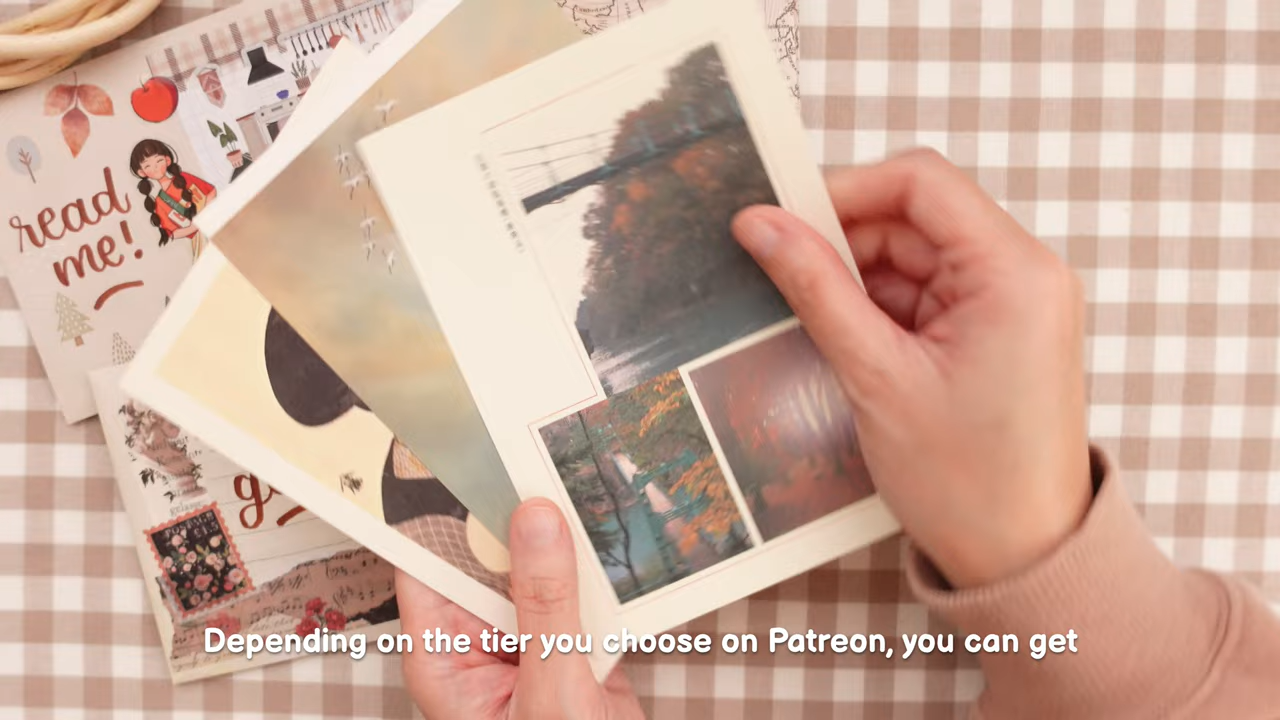 read
me!
Depending on the tier you choose on Patreon, you can get